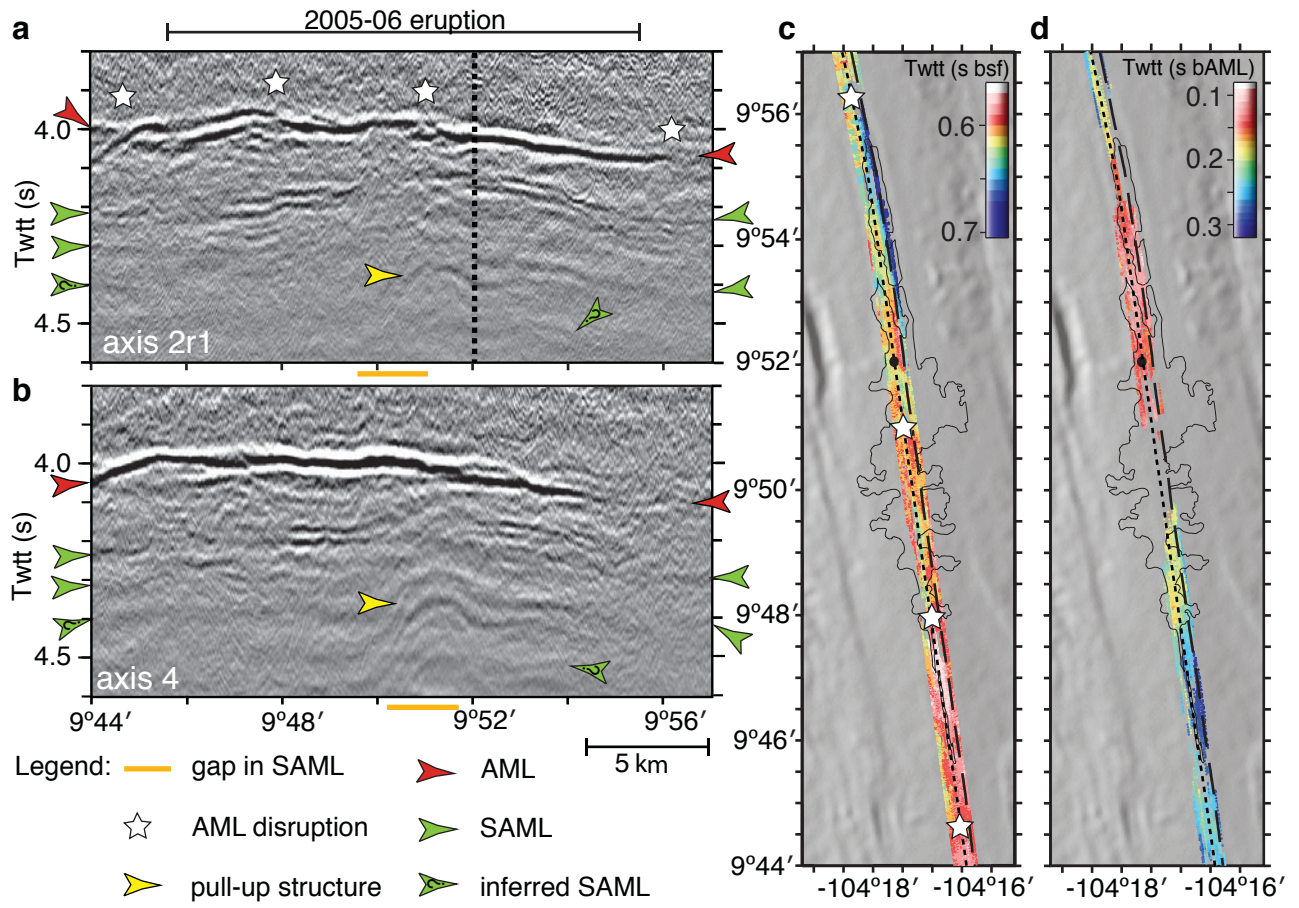 a
2005-06 eruption
4.0
Twtt (s)
4.5
axis 2r1
?
?
b
4.0
Twtt (s)
4.5
axis 4
?
?
9°44′
9°48′
9°52′
9°56′
5 km
Legend:
gap in SAML
AML
AML disruption
SAML
pull-up structure
? inferred SAML
c
Twtt (s bsf)
0.6
0.7
9°56′
9°54′
9°52′
9°50′
9°48′
9°46′
9°44′
-104°18′
-104°16′
d
Twtt (s bAML)
0.1
0.2
0.3
-104°18′
-104°16′